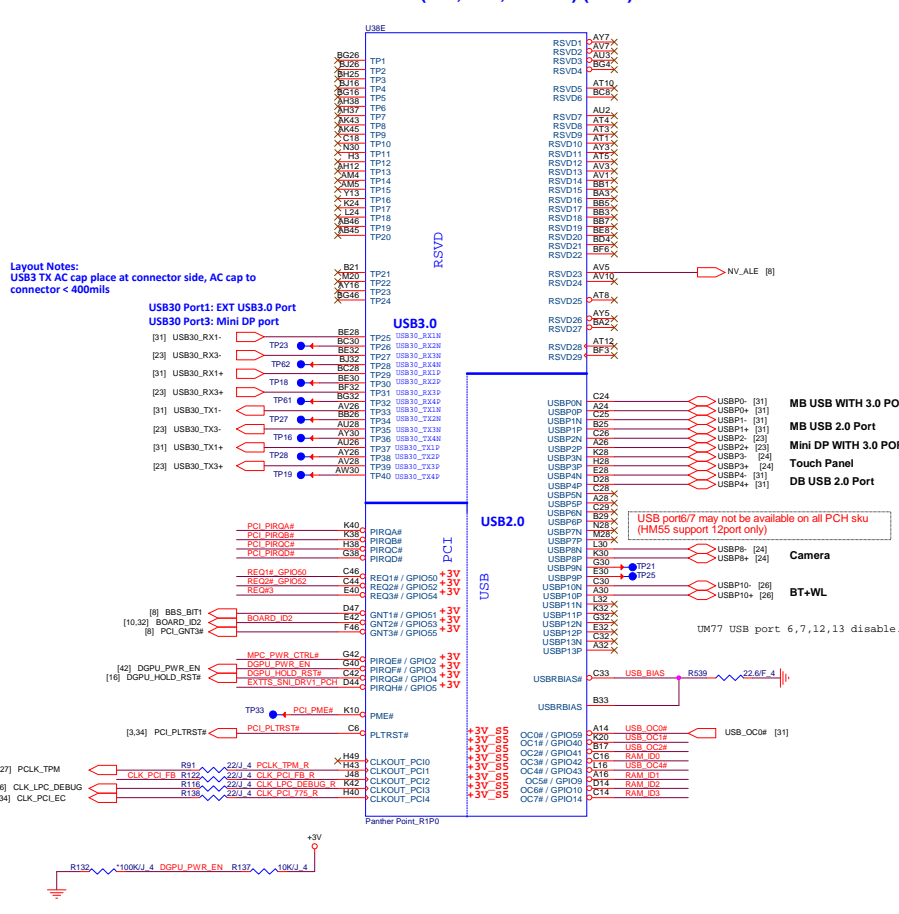 U38E
BG26 TP1
BJ26 TP2
BH25 TP3
BJ16 TP4
BG16 TP5
AH38 TP6
AH37 TP7
AK43 TP8
AK45 TP9
C18 TP10
N30 TP11
H3 TP12
AH12 TP13
AM4 TP14
AM5 TP15
Y13 TP16
K24 TP17
L24 TP18
AB46 TP19
AB45 TP20
B21 TP21
M20 TP22
AY16 TP23
BG46 TP24
RSVD
RSVD1 AY7
RSVD2 AV7
RSVD3 AU3
RSVD4 BG4
RSVD5 AT10
RSVD6 BC8
RSVD7 AU2
RSVD8 AT4
RSVD9 AT3
RSVD10 AT1
RSVD11 AY3
RSVD12 AT5
RSVD13 AV3
RSVD14 AV1
RSVD15 BB1
RSVD16 BA3
RSVD17 BB5
RSVD18 BB3
RSVD19 BB7
RSVD20 BE8
RSVD21 BD4
RSVD22 BF6
RSVD23 AV5 NV_ALE [8]
RSVD24 AV10
RSVD25 AT8
RSVD26 AY5
RSVD27 BA2
RSVD28 AT12
RSVD29 BF3
Layout Notes:
USB3 TX AC cap place at connector side, AC cap to
connector < 400mils
USB30 Port1: EXT USB3.0 Port
USB30 Port3: Mini DP port
USB3.0
[31] USB30_RX1- BE28 TP25 USB30_RX1N
TP23 BC30 TP26 USB30_RX2N
[23] USB30_RX3- BE32 TP27 USB30_RX3N
TP62 BJ32 TP28 USB30_RX4N
[31] USB30_RX1+ BC28 TP29 USB30_RX1P
TP18 BE30 TP30 USB30_RX2P
[23] USB30_RX3+ BF32 TP31 USB30_RX3P
TP61 BG32 TP32 USB30_RX4P
[31] USB30_TX1- AV26 TP33 USB30_TX1N
TP27 BB26 TP34 USB30_TX2N
[23] USB30_TX3- AU28 TP35 USB30_TX3N
TP16 AY30 TP36 USB30_TX4N
[31] USB30_TX1+ AU26 TP37 USB30_TX1P
TP28 AY26 TP38 USB30_TX2P
[23] USB30_TX3+ AV28 TP39 USB30_TX3P
TP19 AW30 TP40 USB30_TX4P
USBP0N C24 USBP0- [31]
USBP0P A24 USBP0+ [31] MB USB WITH 3.0 PO
USBP1N C25 USBP1- [31]
USBP1P B25 USBP1+ [31] MB USB 2.0 Port
USBP2N C26 USBP2- [23]
USBP2P A26 USBP2+ [23] Mini DP WITH 3.0 POR
USBP3N K28 USBP3- [24]
USBP3P H28 USBP3+ [24] Touch Panel
USBP4N E28 USBP4- [31]
USBP4P D28 USBP4+ [31] DB USB 2.0 Port
USBP5N C28
USBP5P A28
USBP6N C29
USBP6P B29
USBP7N N28
USBP7P M28
USBP8N L30 USBP8- [24]
USBP8P K30 USBP8+ [24] Camera
USBP9N G30 TP21
USBP9P E30 TP25
USBP10N C30 USBP10- [26]
USBP10P A30 USBP10+ [26] BT+WL
USBP11N L32
USBP11P K32
USBP12N G32
USBP12P E32
USBP13N C32
USBP13P A32
USB2.0
USB port6/7 may not be available on all PCH sku
(HM55 support 12port only)
UM77 USB port 6,7,12,13 disable.
PCI
USB
PCI_PIRQA# K40 PIRQA#
PCI_PIRQB# K38 PIRQB#
PCI_PIRQC# H38 PIRQC#
PCI_PIRQD# G38 PIRQD#
REQ1#_GPIO50 C46 REQ1# / GPIO50 +3V
REQ2#_GPIO52 C44 REQ2# / GPIO52 +3V
REQ#3 E40 REQ3# / GPIO54 +3V
[8] BBS_BIT1 D47 GNT1# / GPIO51 +3V
[10,32] BOARD_ID2 BOARD_ID2 E42 GNT2# / GPIO53 +3V
[8] PCI_GNT3# F46 GNT3# / GPIO55 +3V
MPC_PWR_CTRL# G42 PIRQE# / GPIO2 +3V
[42] DGPU_PWR_EN DGPU_PWR_EN G40 PIRQF# / GPIO3 +3V
[16] DGPU_HOLD_RST# DGPU_HOLD_RST# C42 PIRQG# / GPIO4 +3V
EXTTS_SNI_DRV1_PCH D44 PIRQH# / GPIO5 +3V
TP33 PCI_PME# K10 PME#
[3,34] PCI_PLTRST# PCI_PLTRST# C6 PLTRST#
H49 CLKOUT_PCI0
27] PCLK_TPM R91 22/J_4 PCLK_TPM_R H43 CLKOUT_PCI1
CLK_PCI_FB R122 22/J_4 CLK_PCI_FB_R J48 CLKOUT_PCI2
6] CLK_LPC_DEBUG R116 22/J_4 CLK_LPC_DEBUG_R K42 CLKOUT_PCI3
34] CLK_PCI_EC R138 22/J_4 CLK_PCI_775_R H40 CLKOUT_PCI4
USBRBIAS# C33 USB_BIAS R539 22.6/F_4
USBRBIAS B33
+3V_S5 OC0# / GPIO59 A14 USB_OC0# USB_OC0# [31]
+3V_S5 OC1# / GPIO40 K20 USB_OC1#
+3V_S5 OC2# / GPIO41 B17 USB_OC2#
+3V_S5 OC3# / GPIO42 C16 RAM_ID0
+3V_S5 OC4# / GPIO43 L16 USB_OC4#
+3V_S5 OC5# / GPIO9 A16 RAM_ID1
+3V_S5 OC6# / GPIO10 D14 RAM_ID2
+3V_S5 OC7# / GPIO14 C14 RAM_ID3
Panther Point_R1P0
+3V
R132 *100K/J_4 DGPU_PWR_EN R137 10K/J_4